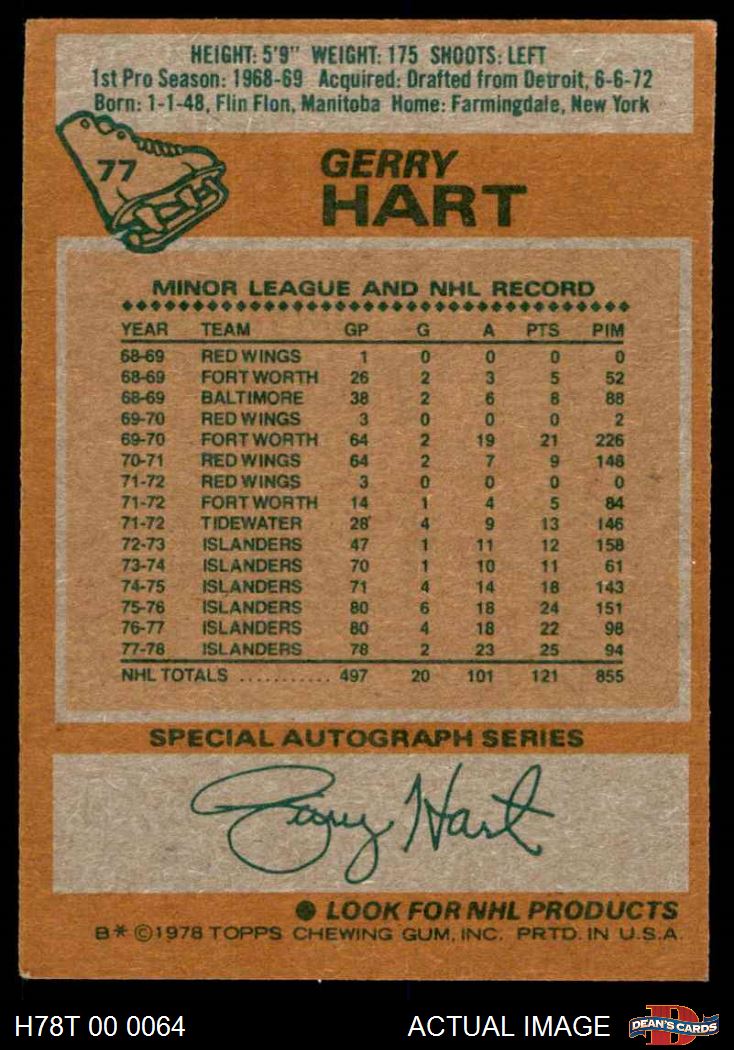 HEIGHT: 5'9" WEIGHT: 175 SHOOTS: LEFT
1st Pro Season: 1968-69 Acquired: Drafted from Detroit, 6-6-72
Born: 1-1-48, Flin Flon, Manitoba Home: Farmingdale, New York
77
GERRY
HART
MINOR LEAGUE AND NHL RECORD
YEAR TEAM GP G A PTS PIM
68-69 RED WINGS 1 0 0 0 0
68-69 FORT WORTH 26 2 3 5 52
68-69 BALTIMORE 38 2 6 8 88
69-70 RED WINGS 3 0 0 0 2
69-70 FORT WORTH 64 2 19 21 226
70-71 RED WINGS 64 2 7 9 148
71-72 RED WINGS 3 0 0 0 0
71-72 FORT WORTH 14 1 4 5 84
71-72 TIDEWATER 28 4 9 13 146
72-73 ISLANDERS 47 1 11 12 158
73-74 ISLANDERS 70 1 10 11 61
74-75 ISLANDERS 71 4 14 18 143
75-76 ISLANDERS 80 6 18 24 151
76-77 ISLANDERS 80 4 18 22 98
77-78 ISLANDERS 78 2 23 25 94
NHL TOTALS ........... 497 20 101 121 855
SPECIAL AUTOGRAPH SERIES
Gerry Hart
● LOOK FOR NHL PRODUCTS
B* ©1978 TOPPS CHEWING GUM, INC. PRTD. IN U.S.A.
H78T 00 0064 ACTUAL IMAGE DEAN'S CARDS